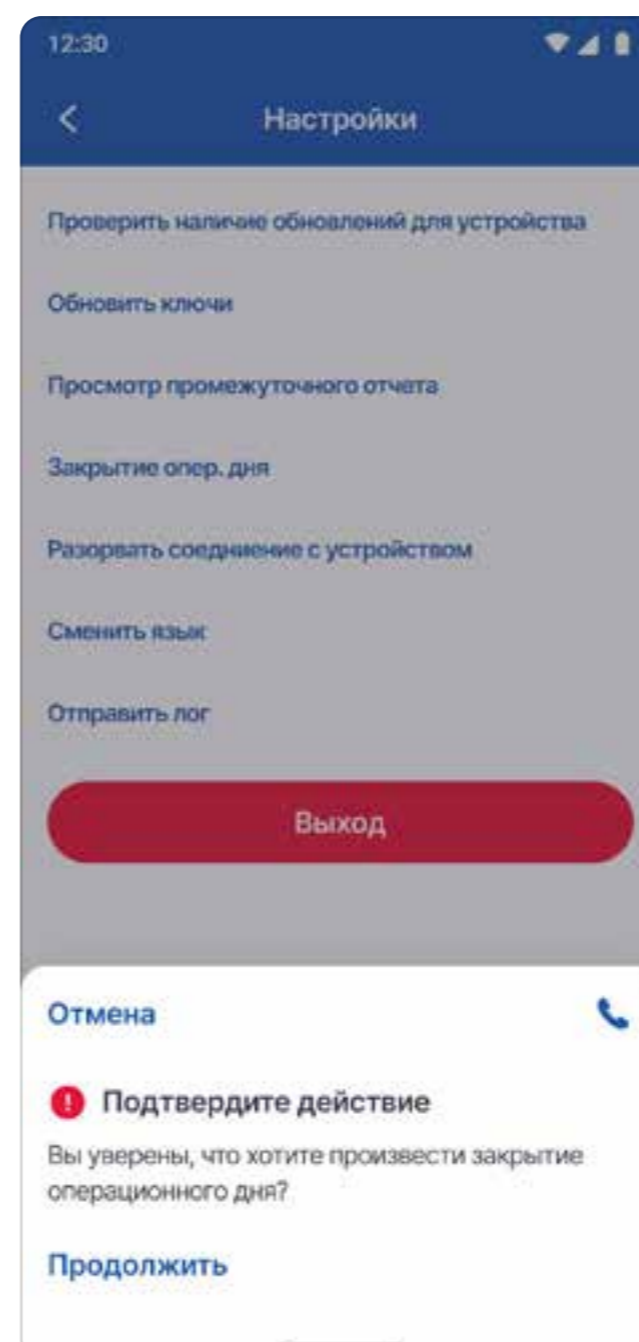 12:30
Настройки
Проверить наличие обновлений для устройства
Обновить ключи
Просмотр промежуточного отчета
Закрытие опер. дня
Разорвать соедниение с устройством
Сменить язык
Отправить лог
Выход
Отмена
Подтвердите действие
Вы уверены, что хотите произвести закрытие
операционного дня?
Продолжить